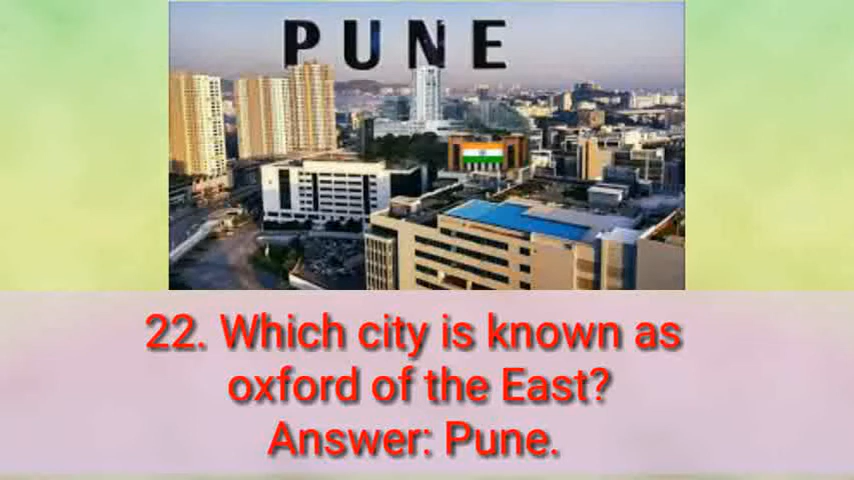 PUNE
22. Which city is known as
oxford of the East?
Answer: Pune.